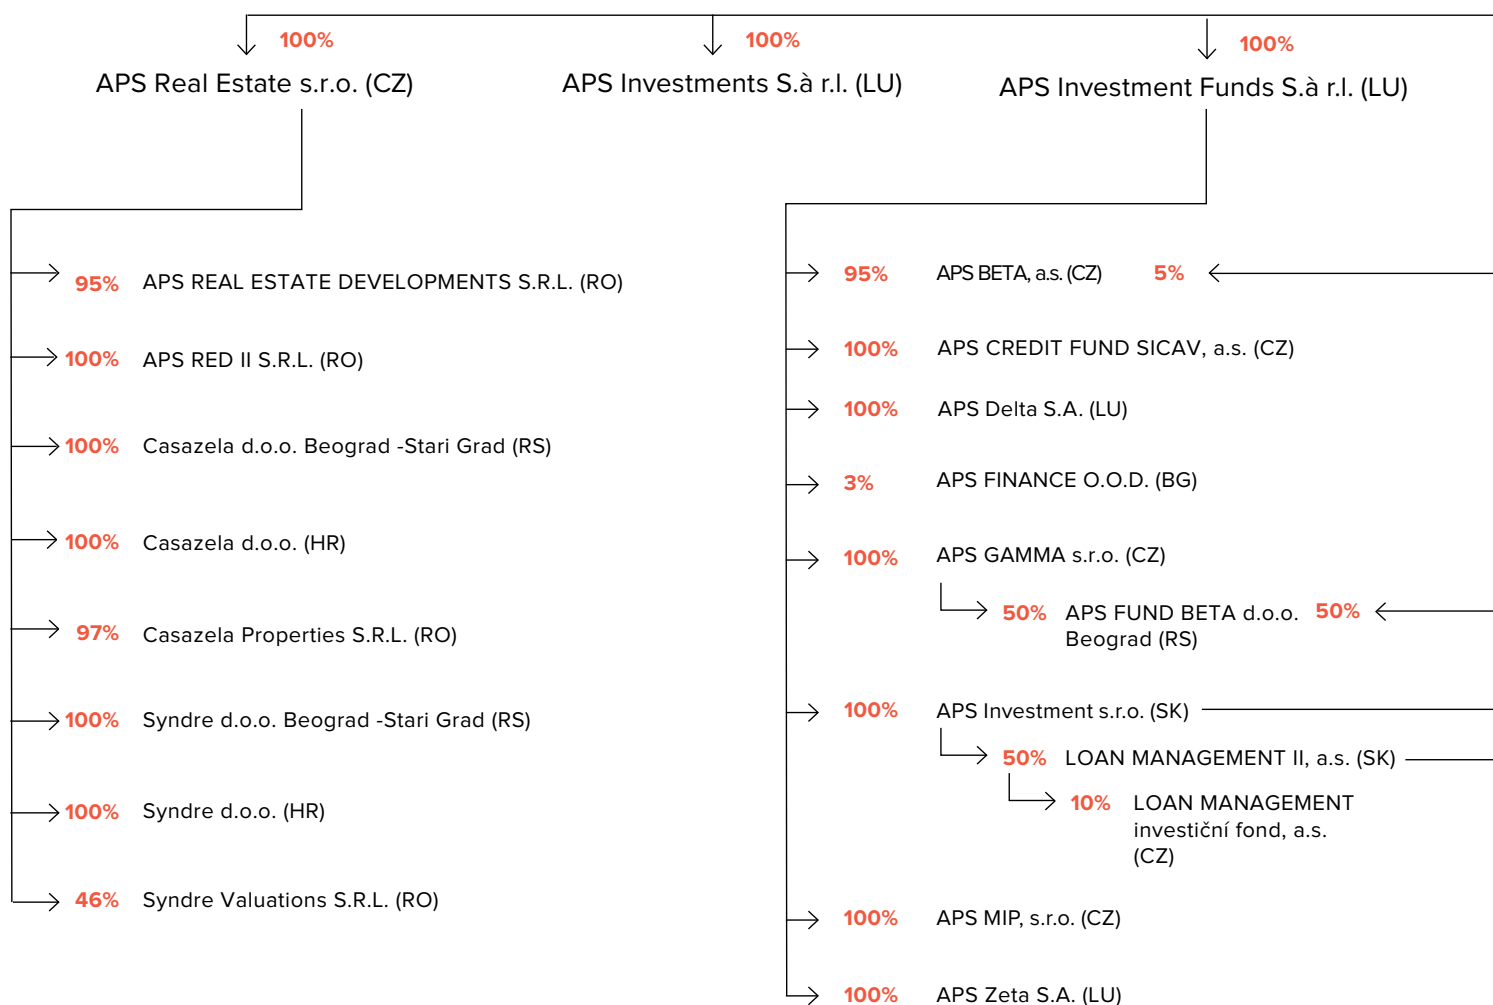 100%
APS Real Estate s.r.o. (CZ)
100%
APS Investments S.à r.l. (LU)
100%
APS Investment Funds S.à r.l. (LU)
95% APS REAL ESTATE DEVELOPMENTS S.R.L. (RO)
100% APS RED II S.R.L. (RO)
100% Casazela d.o.o. Beograd -Stari Grad (RS)
100% Casazela d.o.o. (HR)
97% Casazela Properties S.R.L. (RO)
100% Syndre d.o.o. Beograd -Stari Grad (RS)
100% Syndre d.o.o. (HR)
46% Syndre Valuations S.R.L. (RO)
95% APS BETA, a.s. (CZ) 5%
100% APS CREDIT FUND SICAV, a.s. (CZ)
100% APS Delta S.A. (LU)
3% APS FINANCE O.O.D. (BG)
100% APS GAMMA s.r.o. (CZ)
50% APS FUND BETA d.o.o. 50%
Beograd (RS)
100% APS Investment s.r.o. (SK)
50% LOAN MANAGEMENT II, a.s. (SK)
10% LOAN MANAGEMENT
investiční fond, a.s.
(CZ)
100% APS MIP, s.r.o. (CZ)
100% APS Zeta S.A. (LU)